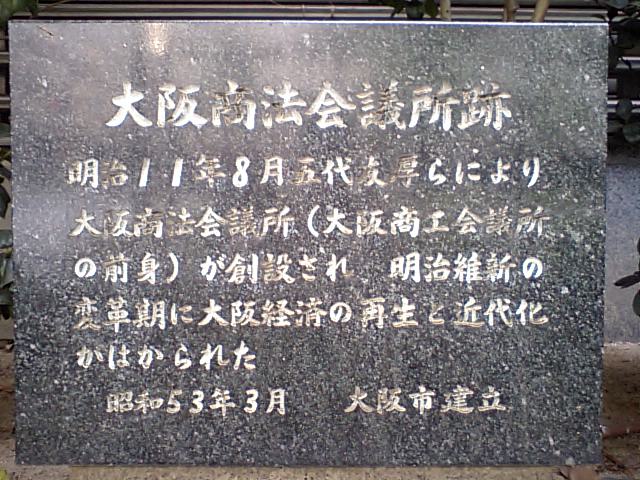 大阪商法会議所跡
明治11年8月五代友厚らにより
大阪商法会議所(大阪商工会議所
の前身)が創設され 明治維新の
変革期に大阪経済の再生と近代化
がはかられた
昭和53年3月 大阪市建立